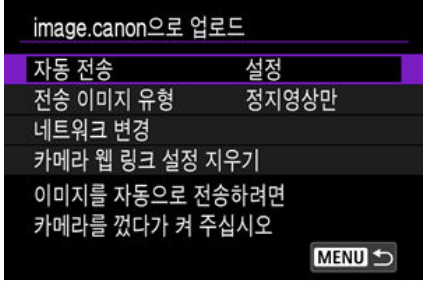 image.canon으로 업로드
자동 전송 설정
전송 이미지 유형 정지영상만
네트워크 변경
카메라 웹 링크 설정 지우기
이미지를 자동으로 전송하려면
카메라를 껐다가 켜 주십시오
MENU